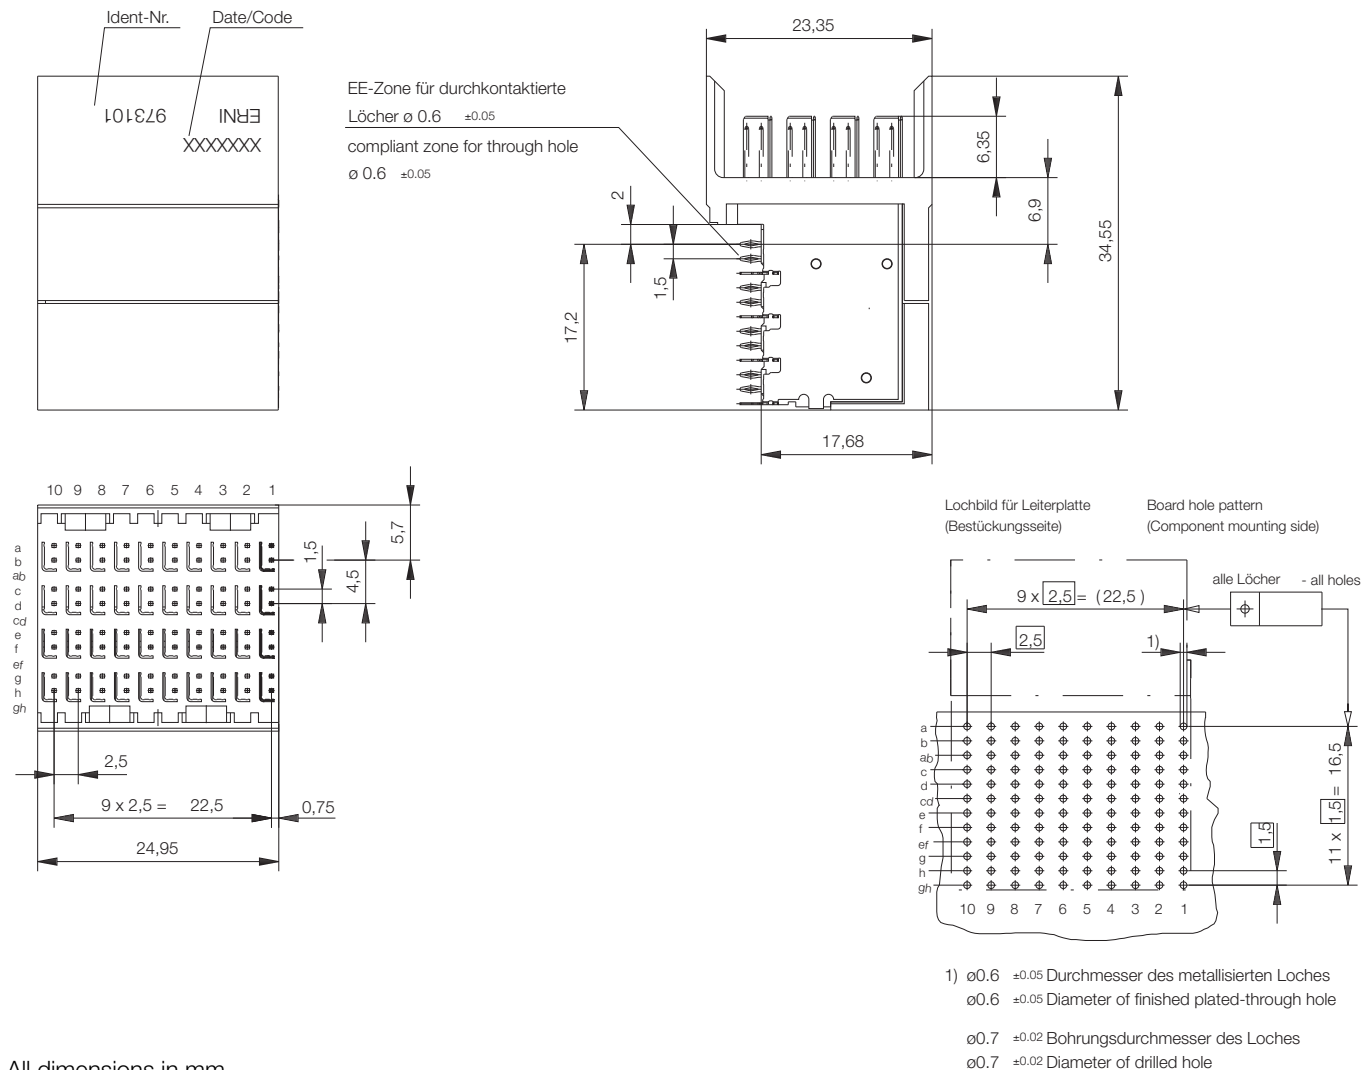 Ident-Nr. Date/Code
973101 ERNI
XXXXXXX
EE-Zone für durchkontaktierte
Löcher ø 0.6 ±0.05
compliant zone for through hole
ø 0.6 ±0.05
23,35
6,35
6,9
34,55
2
1,5
17,2
17,68
10 9 8 7 6 5 4 3 2 1
a
b
ab
c
d
cd
e
f
ef
g
h
gh
1,5
4,5
5,7
2,5
9 x 2,5 = 22,5
0,75
24,95
Lochbild für Leiterplatte
(Bestückungsseite)
Board hole pattern
(Component mounting side)
alle Löcher - all holes
9 x 2,5 = (22,5)
2,5
1)
a
b
ab
c
d
cd
e
f
ef
g
h
gh
1,5
11 x 1,5 = 16,5
10 9 8 7 6 5 4 3 2 1
1) ø0.6 ±0.05 Durchmesser des metallisierten Loches
ø0.6 ±0.05 Diameter of finished plated-through hole
ø0.7 ±0.02 Bohrungsdurchmesser des Loches
ø0.7 ±0.02 Diameter of drilled hole
All dimensions in mm